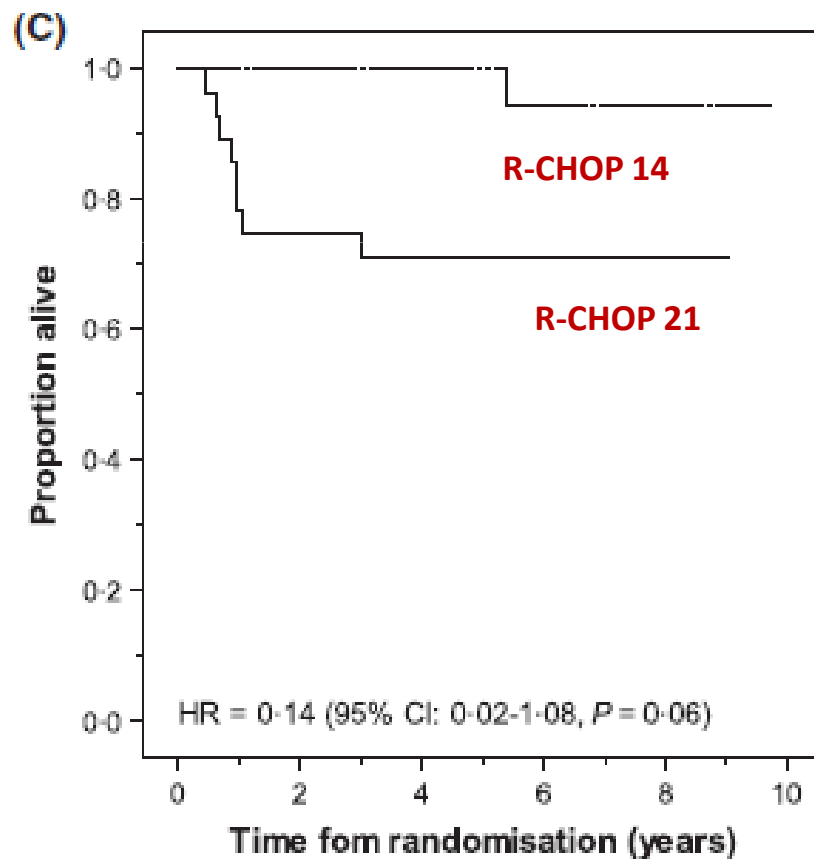 (C)
1·0
0·8
0·6
0·4
0·2
0·0
Proportion alive
R-CHOP 14
R-CHOP 21
HR = 0·14 (95% CI: 0·02-1·08, P = 0·06)
0 2 4 6 8 10
Time fom randomisation (years)